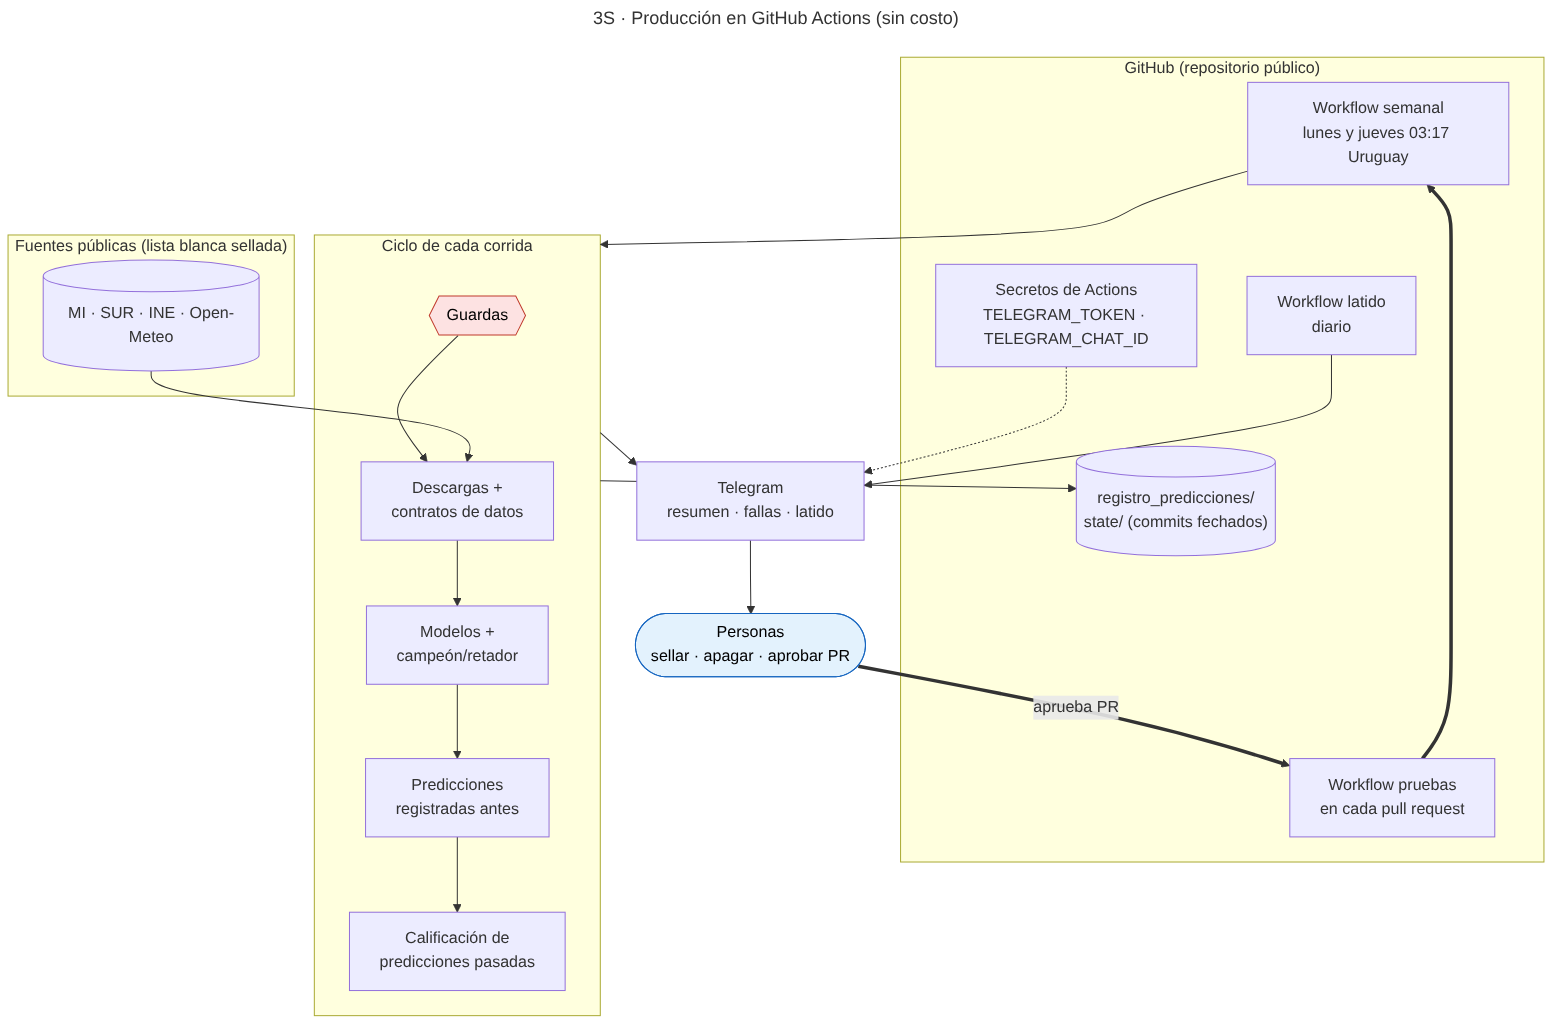 3S · Producción en GitHub Actions (sin costo)
GitHub (repositorio público)
Workflow semanal
lunes y jueves 03:17
Uruguay
Fuentes públicas (lista blanca sellada)
MI · SUR · INE · Open-
Meteo
Ciclo de cada corrida
Guardas
Secretos de Actions
TELEGRAM_TOKEN ·
TELEGRAM_CHAT_ID
Workflow latido
diario
Descargas +
contratos de datos
Telegram
resumen · fallas · latido
registro_predicciones/
state/ (commits fechados)
Modelos +
campeón/retador
Personas
sellar · apagar · aprobar PR
aprueba PR
Predicciones
registradas antes
Workflow pruebas
en cada pull request
Calificación de
predicciones pasadas